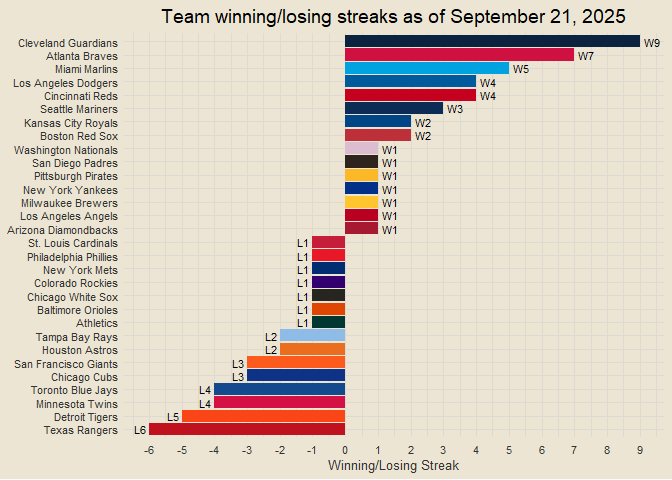 Team winning/losing streaks as of September 21, 2025
Cleveland Guardians W9
Atlanta Braves W7
Miami Marlins W5
Los Angeles Dodgers W4
Cincinnati Reds W4
Seattle Mariners W3
Kansas City Royals W2
Boston Red Sox W2
Washington Nationals W1
San Diego Padres W1
Pittsburgh Pirates W1
New York Yankees W1
Milwaukee Brewers W1
Los Angeles Angels W1
Arizona Diamondbacks W1
St. Louis Cardinals L1
Philadelphia Phillies L1
New York Mets L1
Colorado Rockies L1
Chicago White Sox L1
Baltimore Orioles L1
Athletics L1
Tampa Bay Rays L2
Houston Astros L2
San Francisco Giants L3
Chicago Cubs L3
Toronto Blue Jays L4
Minnesota Twins L4
Detroit Tigers L5
Texas Rangers L6
-6 -5 -4 -3 -2 -1 0 1 2 3 4 5 6 7 8 9
Winning/Losing Streak